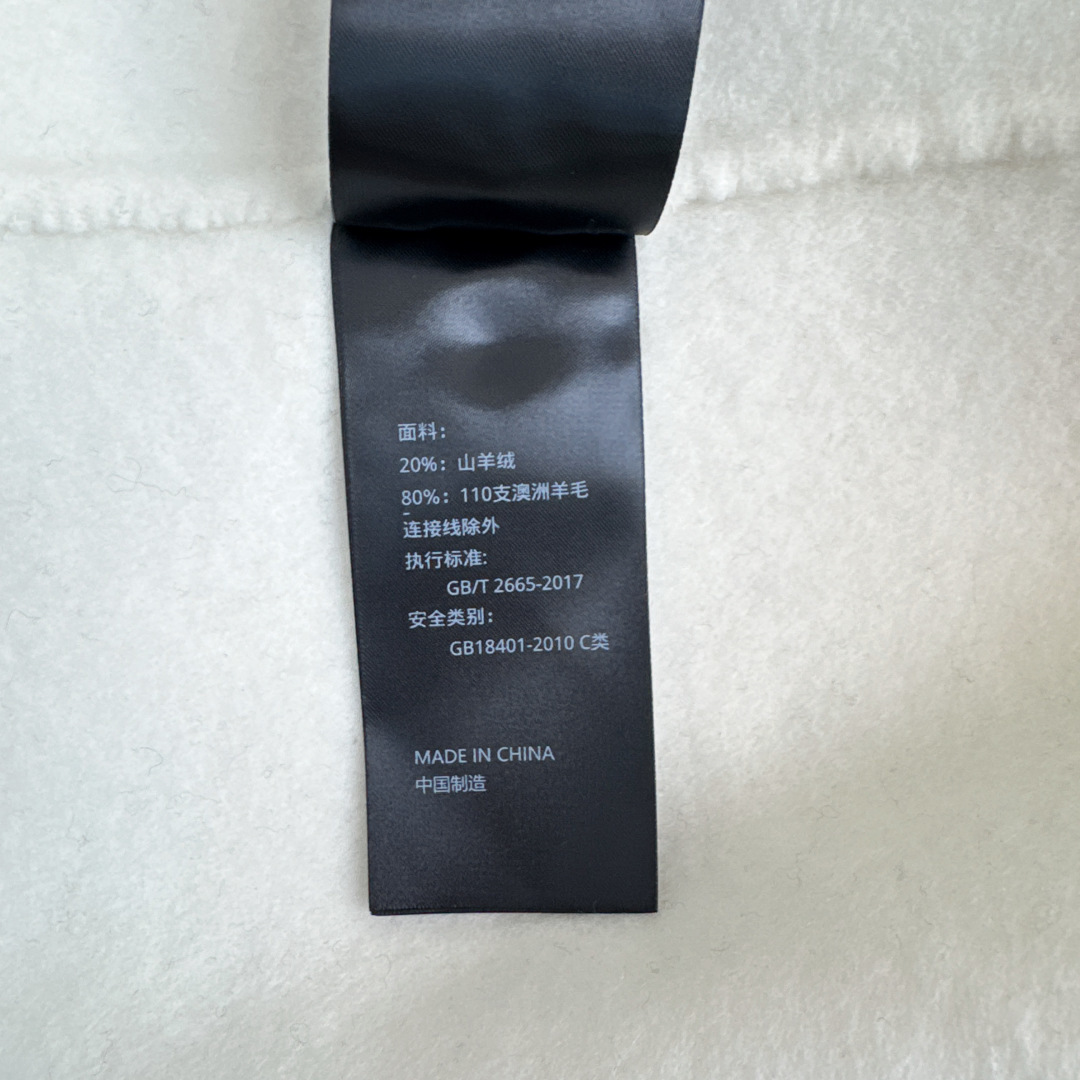 面料：
20%：山羊绒
80%：110支澳洲羊毛
连接线除外
执行标准:
GB/T 2665-2017
安全类别：
GB18401-2010 C类
MADE IN CHINA
中国制造